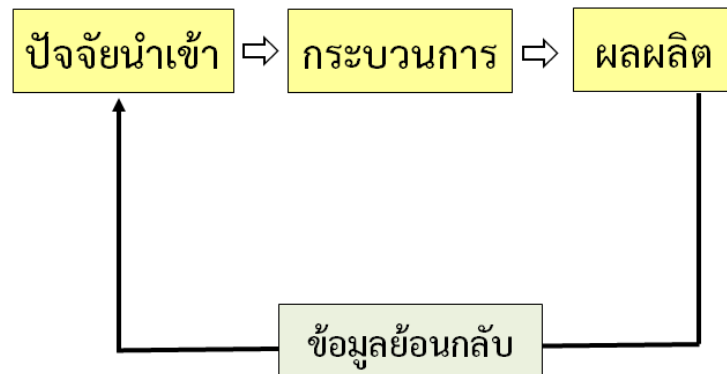 ปัจจัยนำเข้า
กระบวนการ
ผลผลิต
ข้อมูลย้อนกลับ